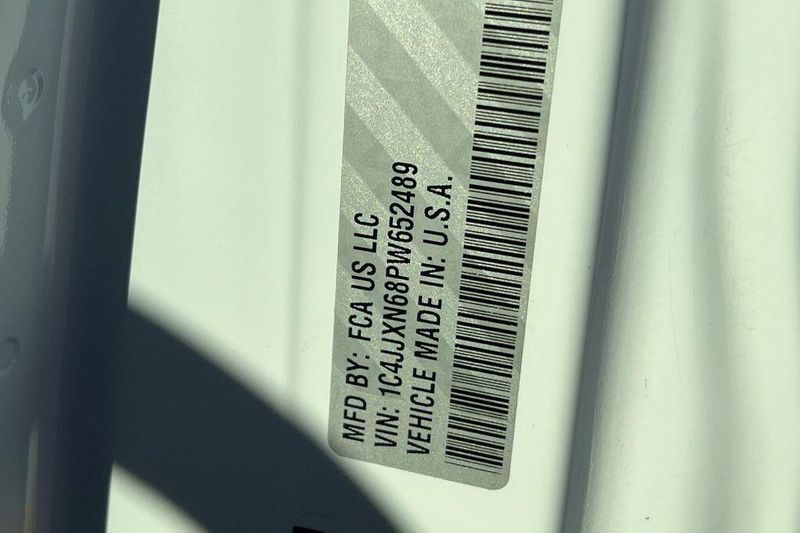 MFD BY: FCA US LLC
VIN: 1C4JJXN68PW652489
VEHICLE MADE IN: U.S.A.